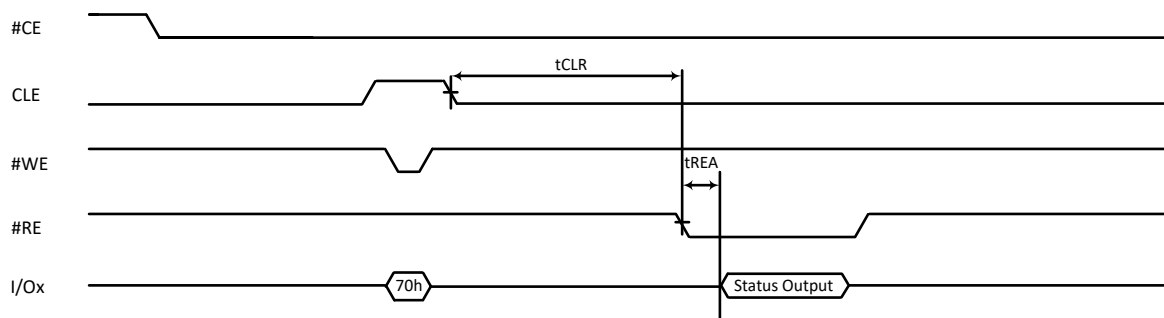 #CE
tCLR
CLE
#WE
tREA
#RE
I/Ox
70h
Status Output